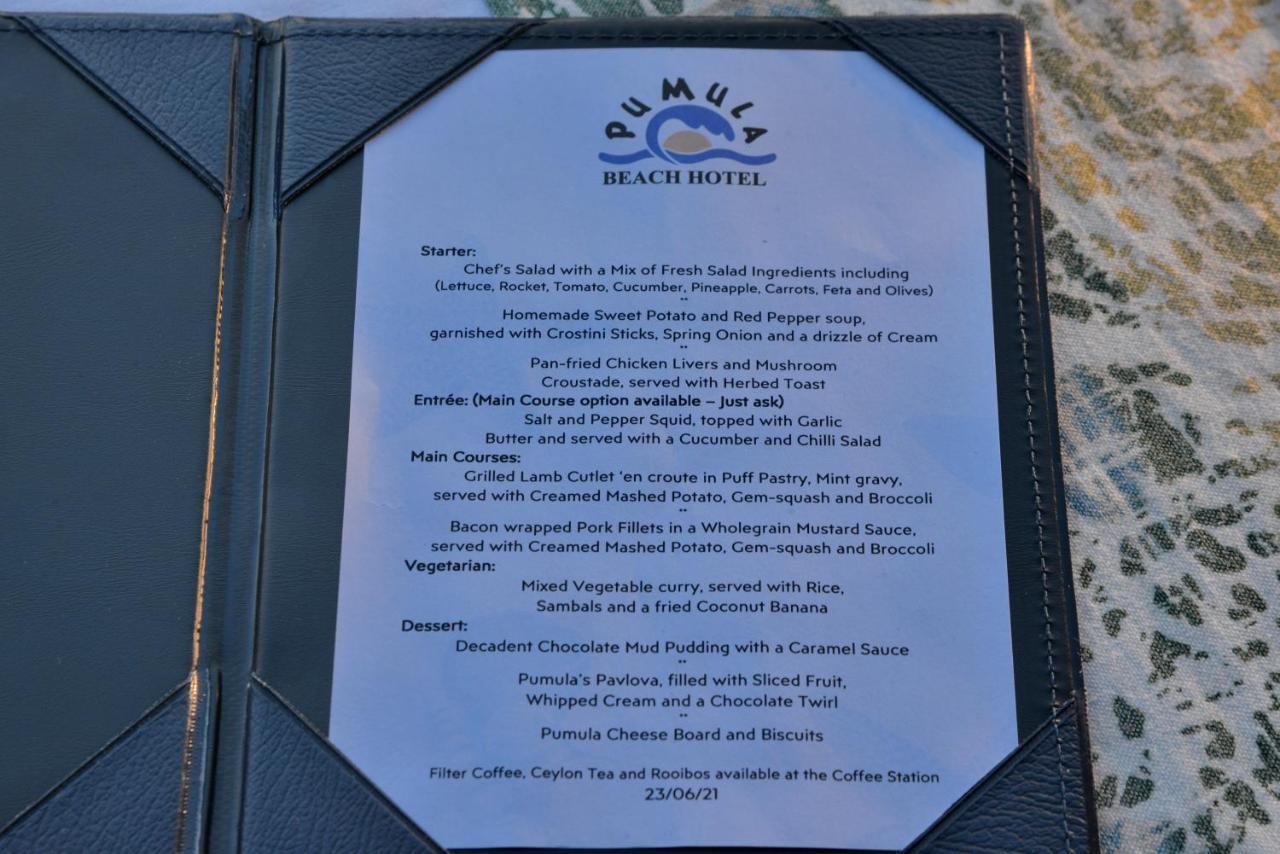 PUMULA
BEACH HOTEL
Starter:
Chef's Salad with a Mix of Fresh Salad Ingredients including
(Lettuce, Rocket, Tomato, Cucumber, Pineapple, Carrots, Feta and Olives)
..
Homemade Sweet Potato and Red Pepper soup,
garnished with Crostini Sticks, Spring Onion and a drizzle of Cream
..
Pan-fried Chicken Livers and Mushroom
Croustade, served with Herbed Toast
Entrée: (Main Course option available – Just ask)
Salt and Pepper Squid, topped with Garlic
Butter and served with a Cucumber and Chilli Salad
Main Courses:
Grilled Lamb Cutlet 'en croute in Puff Pastry, Mint gravy,
served with Creamed Mashed Potato, Gem-squash and Broccoli
..
Bacon wrapped Pork Fillets in a Wholegrain Mustard Sauce,
served with Creamed Mashed Potato, Gem-squash and Broccoli
Vegetarian:
Mixed Vegetable curry, served with Rice,
Sambals and a fried Coconut Banana
Dessert:
Decadent Chocolate Mud Pudding with a Caramel Sauce
..
Pumula's Pavlova, filled with Sliced Fruit,
Whipped Cream and a Chocolate Twirl
..
Pumula Cheese Board and Biscuits
Filter Coffee, Ceylon Tea and Rooibos available at the Coffee Station
23/06/21